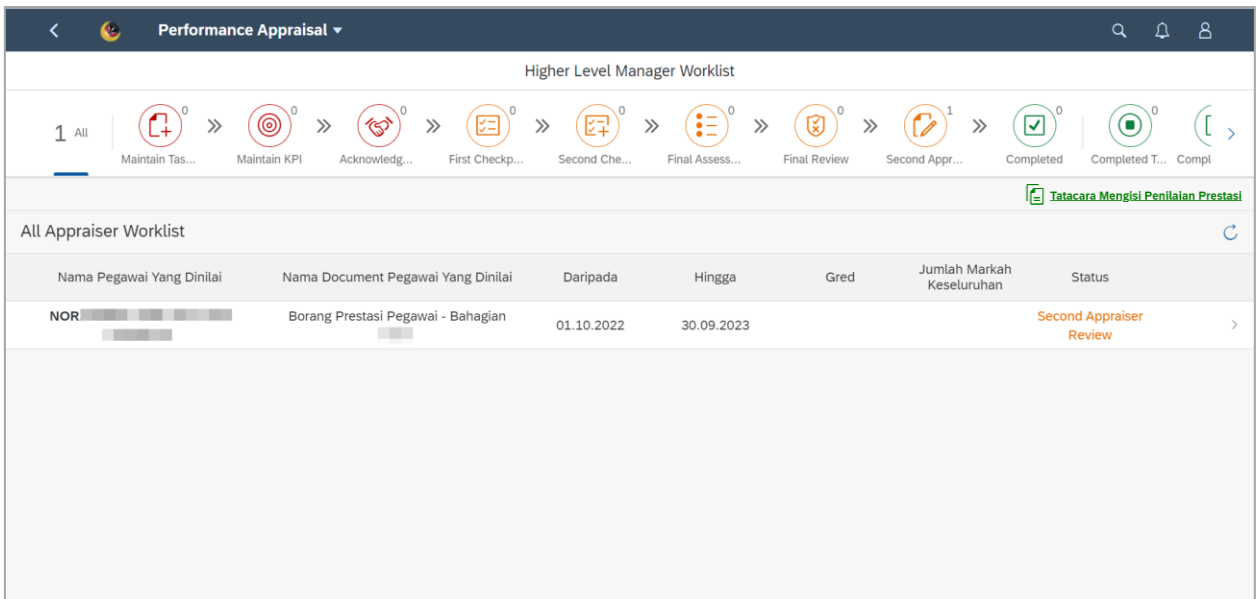 Performance Appraisal
Higher Level Manager Worklist
1 All
0 0 0 0 0 0 0 1 0 0
Maintain Tas... Maintain KPI Acknowledg... First Checkp... Second Che... Final Assess... Final Review Second Appr... Completed Completed T... Compl
Tatacara Mengisi Penilaian Prestasi
All Appraiser Worklist
Nama Pegawai Yang Dinilai Nama Document Pegawai Yang Dinilai Daripada Hingga Gred Jumlah Markah Keseluruhan Status
NOR Borang Prestasi Pegawai - Bahagian 01.10.2022 30.09.2023 Second Appraiser Review